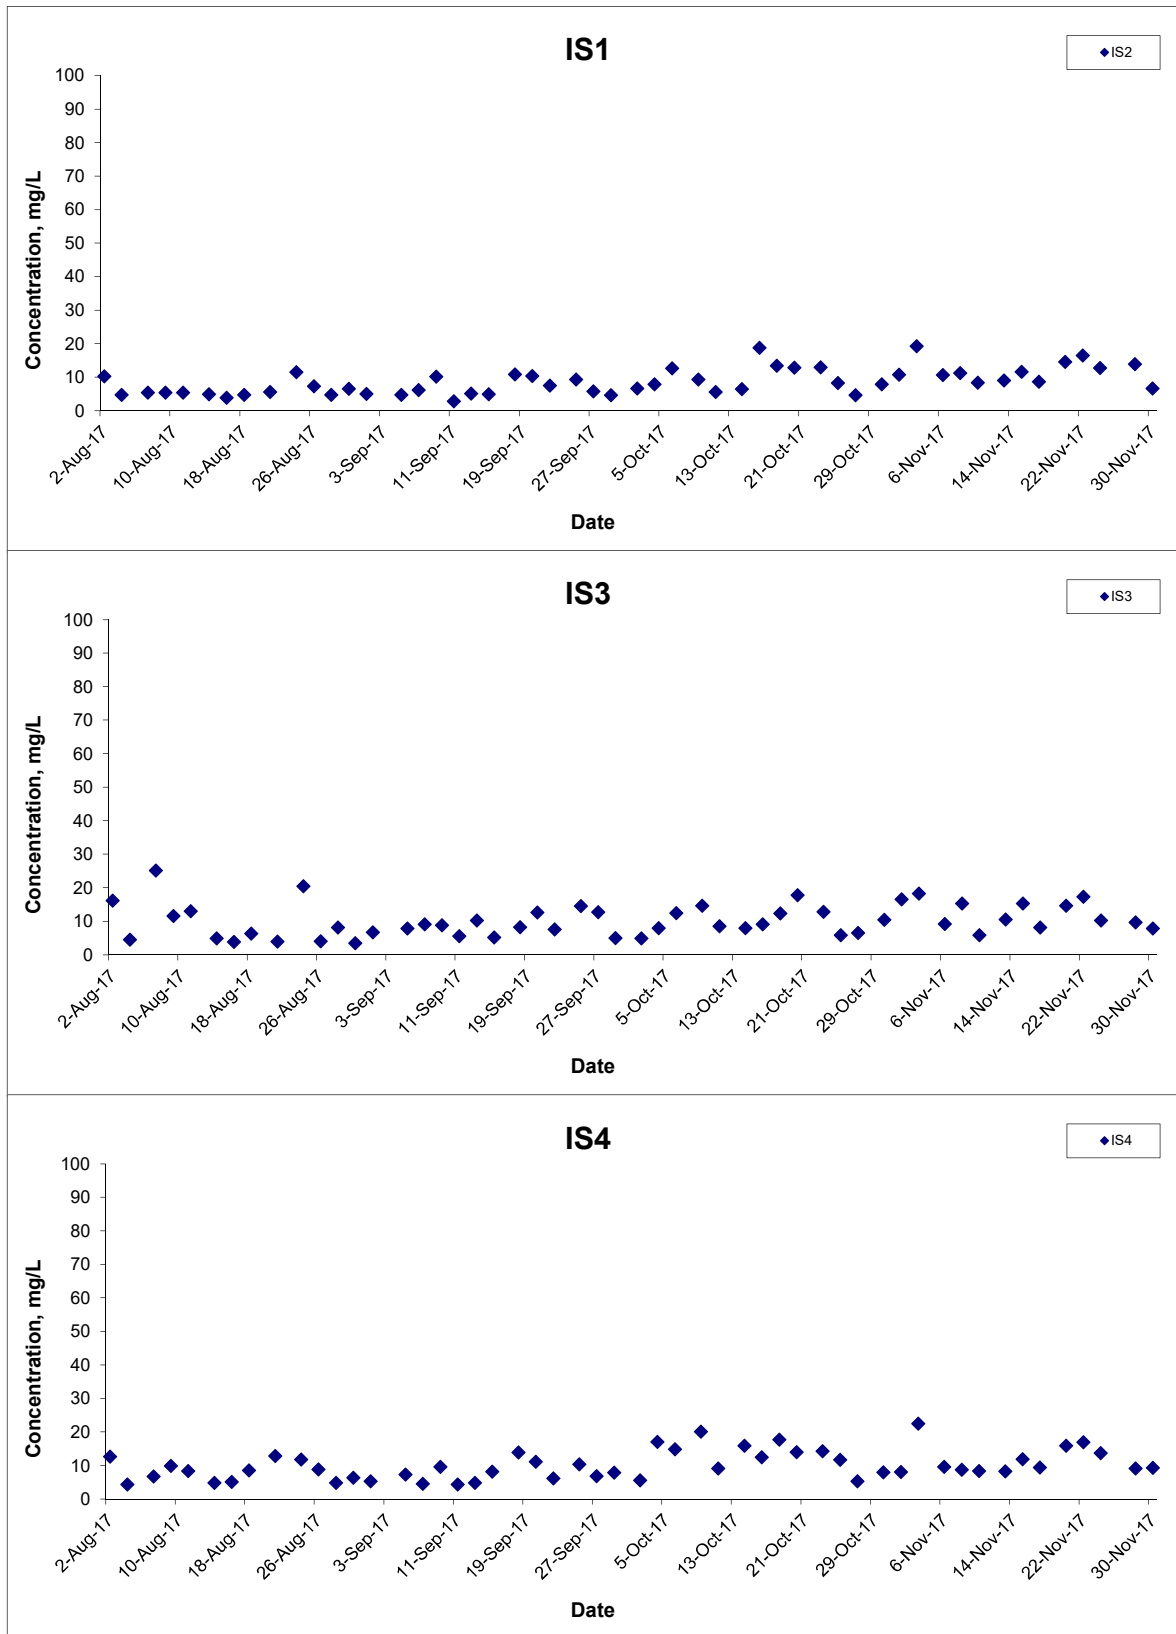 IS1
IS2
Concentration, mg/L
100
90
80
70
60
50
40
30
20
10
0
2-Aug-17
10-Aug-17
18-Aug-17
26-Aug-17
3-Sep-17
11-Sep-17
19-Sep-17
27-Sep-17
5-Oct-17
13-Oct-17
21-Oct-17
29-Oct-17
6-Nov-17
14-Nov-17
22-Nov-17
30-Nov-17
Date
IS3
IS3
Concentration, mg/L
100
90
80
70
60
50
40
30
20
10
0
2-Aug-17
10-Aug-17
18-Aug-17
26-Aug-17
3-Sep-17
11-Sep-17
19-Sep-17
27-Sep-17
5-Oct-17
13-Oct-17
21-Oct-17
29-Oct-17
6-Nov-17
14-Nov-17
22-Nov-17
30-Nov-17
Date
IS4
IS4
Concentration, mg/L
100
90
80
70
60
50
40
30
20
10
0
2-Aug-17
10-Aug-17
18-Aug-17
26-Aug-17
3-Sep-17
11-Sep-17
19-Sep-17
27-Sep-17
5-Oct-17
13-Oct-17
21-Oct-17
29-Oct-17
6-Nov-17
14-Nov-17
22-Nov-17
30-Nov-17
Date